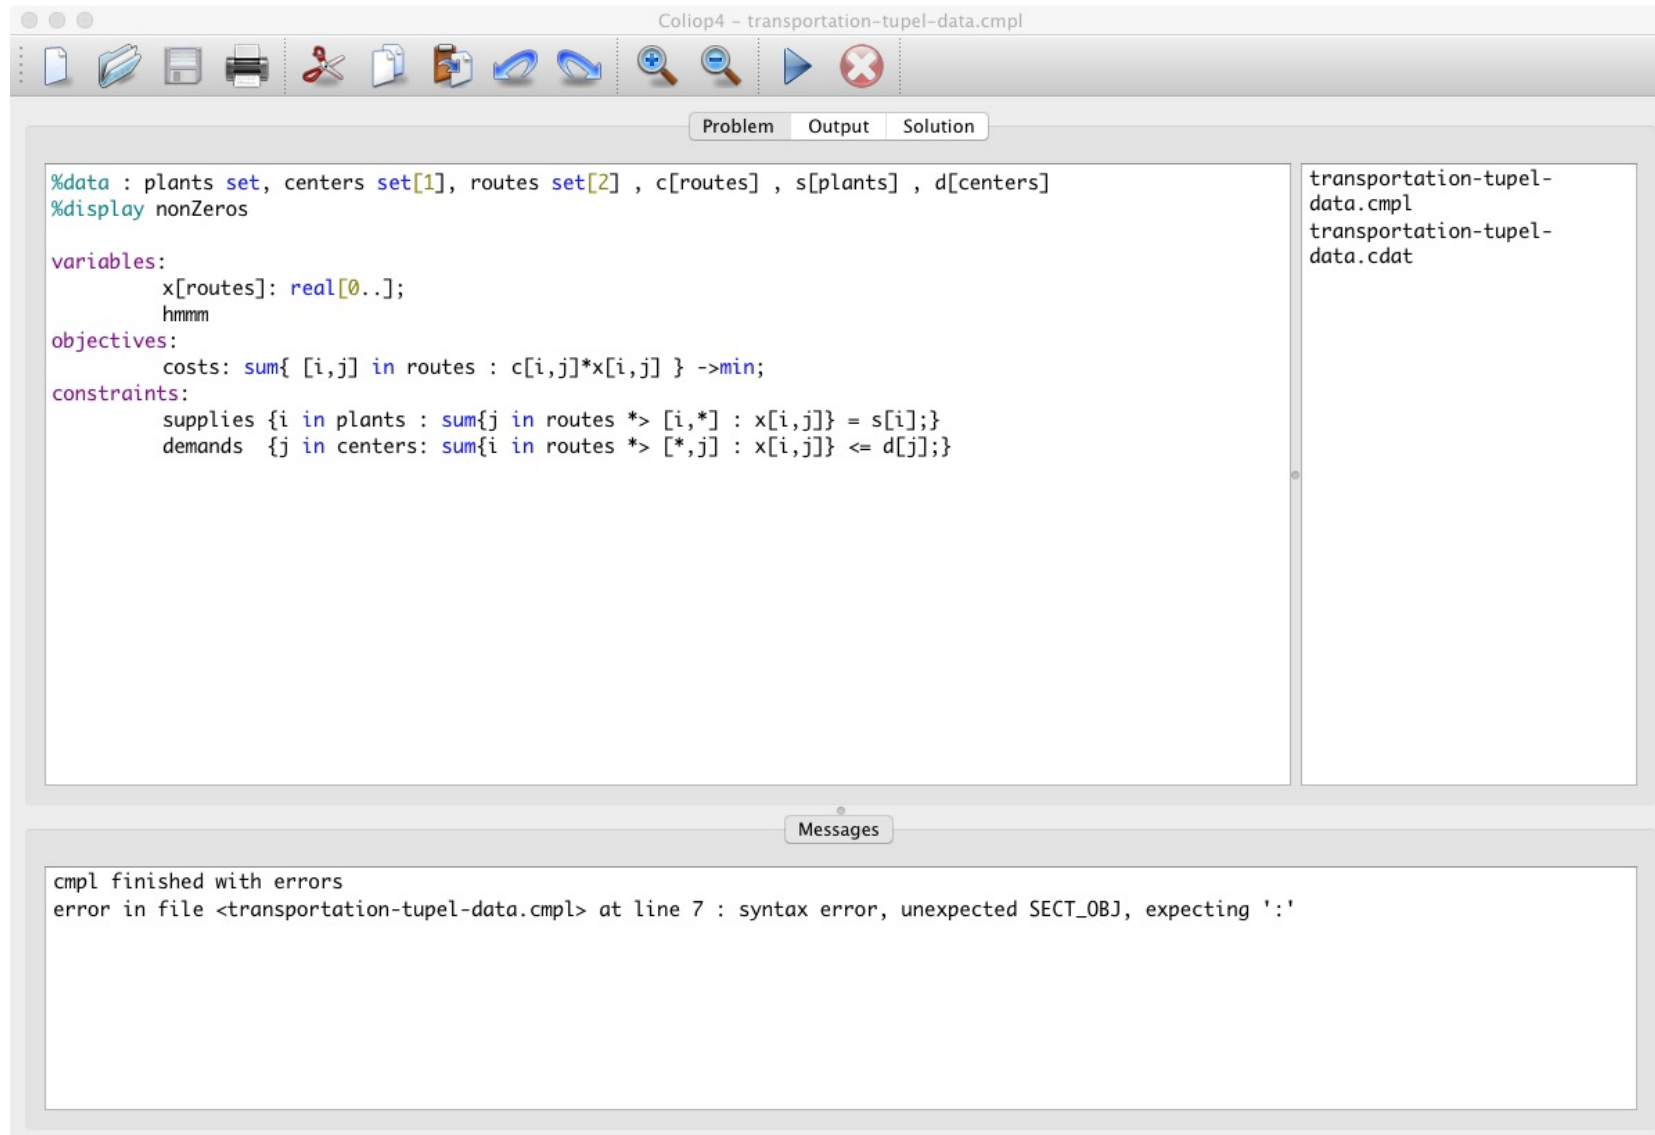 Coliop4 – transportation-tupel-data.cmpl
Problem Output Solution
%data : plants set, centers set[1], routes set[2] , c[routes] , s[plants] , d[centers]
%display nonZeros
variables:
x[routes]: real[0..];
hmmm
objectives:
costs: sum{ [i,j] in routes : c[i,j]*x[i,j] } ->min;
constraints:
supplies {i in plants : sum{j in routes *> [i,*] : x[i,j]} = s[i];}
demands  {j in centers: sum{i in routes *> [*,j] : x[i,j]} <= d[j];}
transportation-tupel-
data.cmpl
transportation-tupel-
data.cdat
Messages
cmpl finished with errors
error in file <transportation-tupel-data.cmpl> at line 7 : syntax error, unexpected SECT_OBJ, expecting ':'